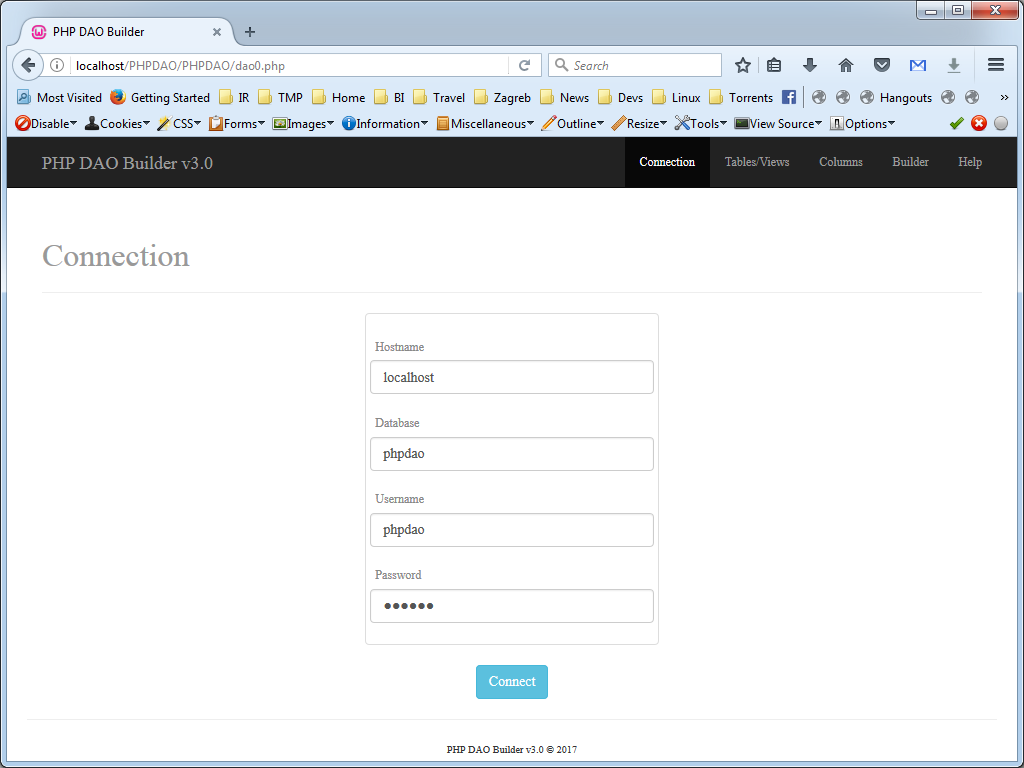 PHP DAO Builder
localhost/PHPDAO/PHPDAO/dao0.php
Search
Most Visited Getting Started IR TMP Home BI Travel Zagreb News Devs Linux Torrents Hangouts
Disable Cookies CSS Forms Images Information Miscellaneous Outline Resize Tools View Source Options
PHP DAO Builder v3.0 Connection Tables/Views Columns Builder Help
Connection
Hostname
localhost
Database
phpdao
Username
phpdao
Password
●●●●●●
Connect
PHP DAO Builder v3.0 © 2017